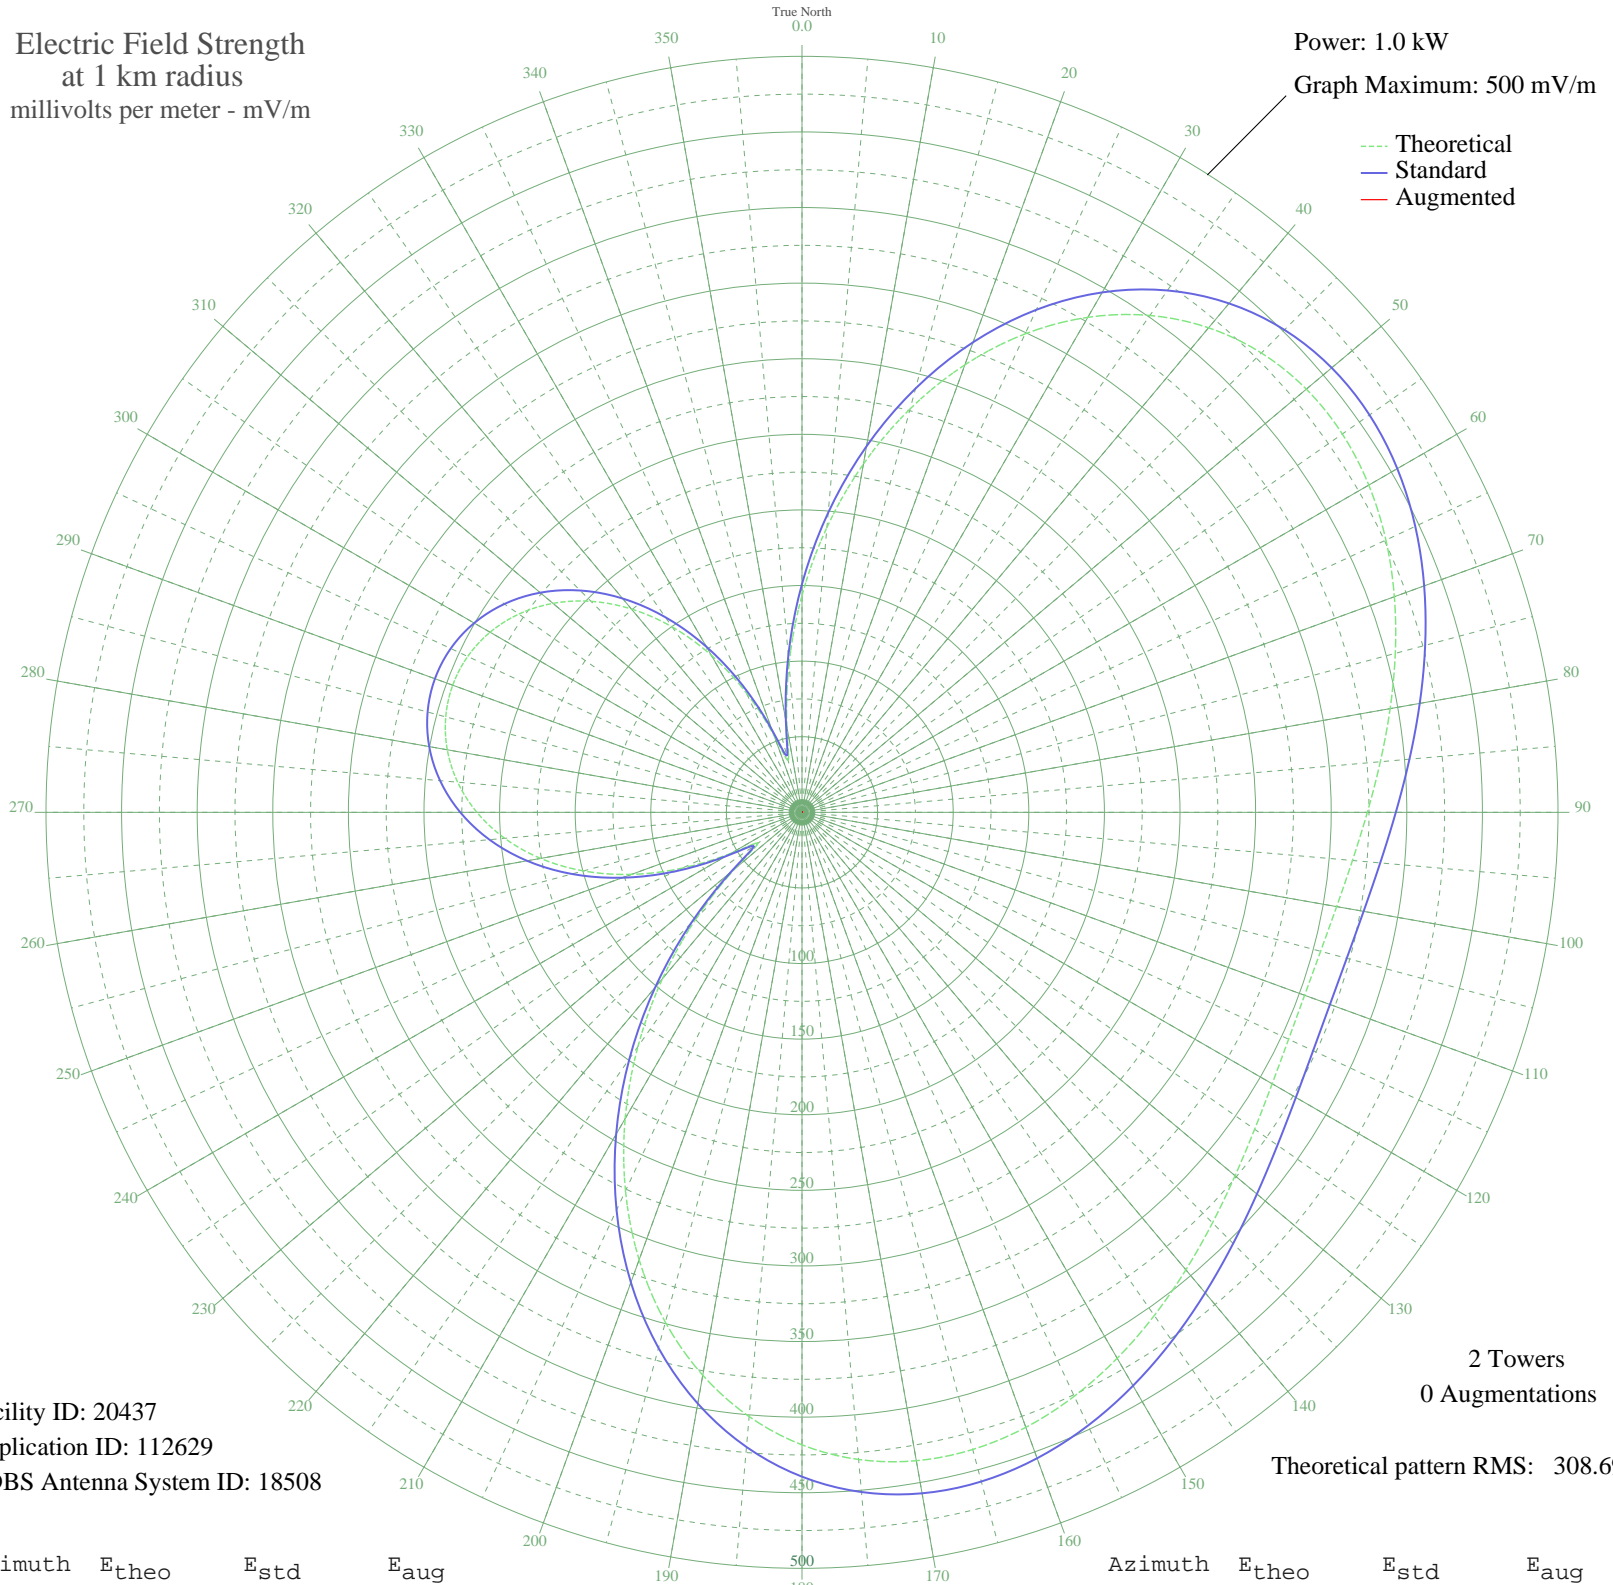 True North
Electric Field Strength
at 1 km radius
millivolts per meter - mV/m
Power: 1.0 kW
Graph Maximum: 500 mV/m
Theoretical
Standard
Augmented
0.0
10
20
30
40
50
60
70
80
90
100
110
120
130
140
150
160
170
190
200
210
220
230
240
250
260
270
280
290
300
310
320
330
340
350
100
150
200
250
300
350
400
450
500
2 Towers
0 Augmentations
Theoretical pattern RMS: 308.6
cility ID: 20437
plication ID: 112629
DBS Antenna System ID: 18508
imuth Etheo Estd Eaug
Azimuth Etheo Estd Eaug